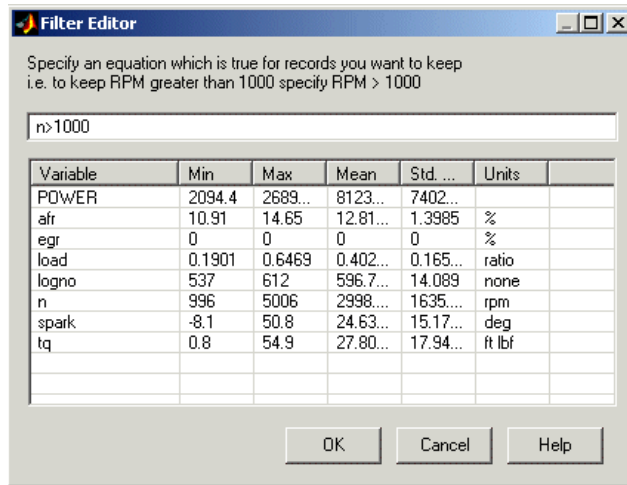 Filter Editor
Specify an equation which is true for records you want to keep
i.e. to keep RPM greater than 1000 specify RPM > 1000
n>1000
Variable Min Max Mean Std. ... Units
POWER 2094.4 2689... 8123... 7402...
afr 10.91 14.65 12.81... 1.3985 %
egr 0 0 0 0 %
load 0.1901 0.6469 0.402... 0.165... ratio
logno 537 612 596.7... 14.089 none
n 996 5006 2998.... 1635.... rpm
spark -8.1 50.8 24.63... 15.17... deg
tq 0.8 54.9 27.80... 17.94... ft lbf
OK Cancel Help